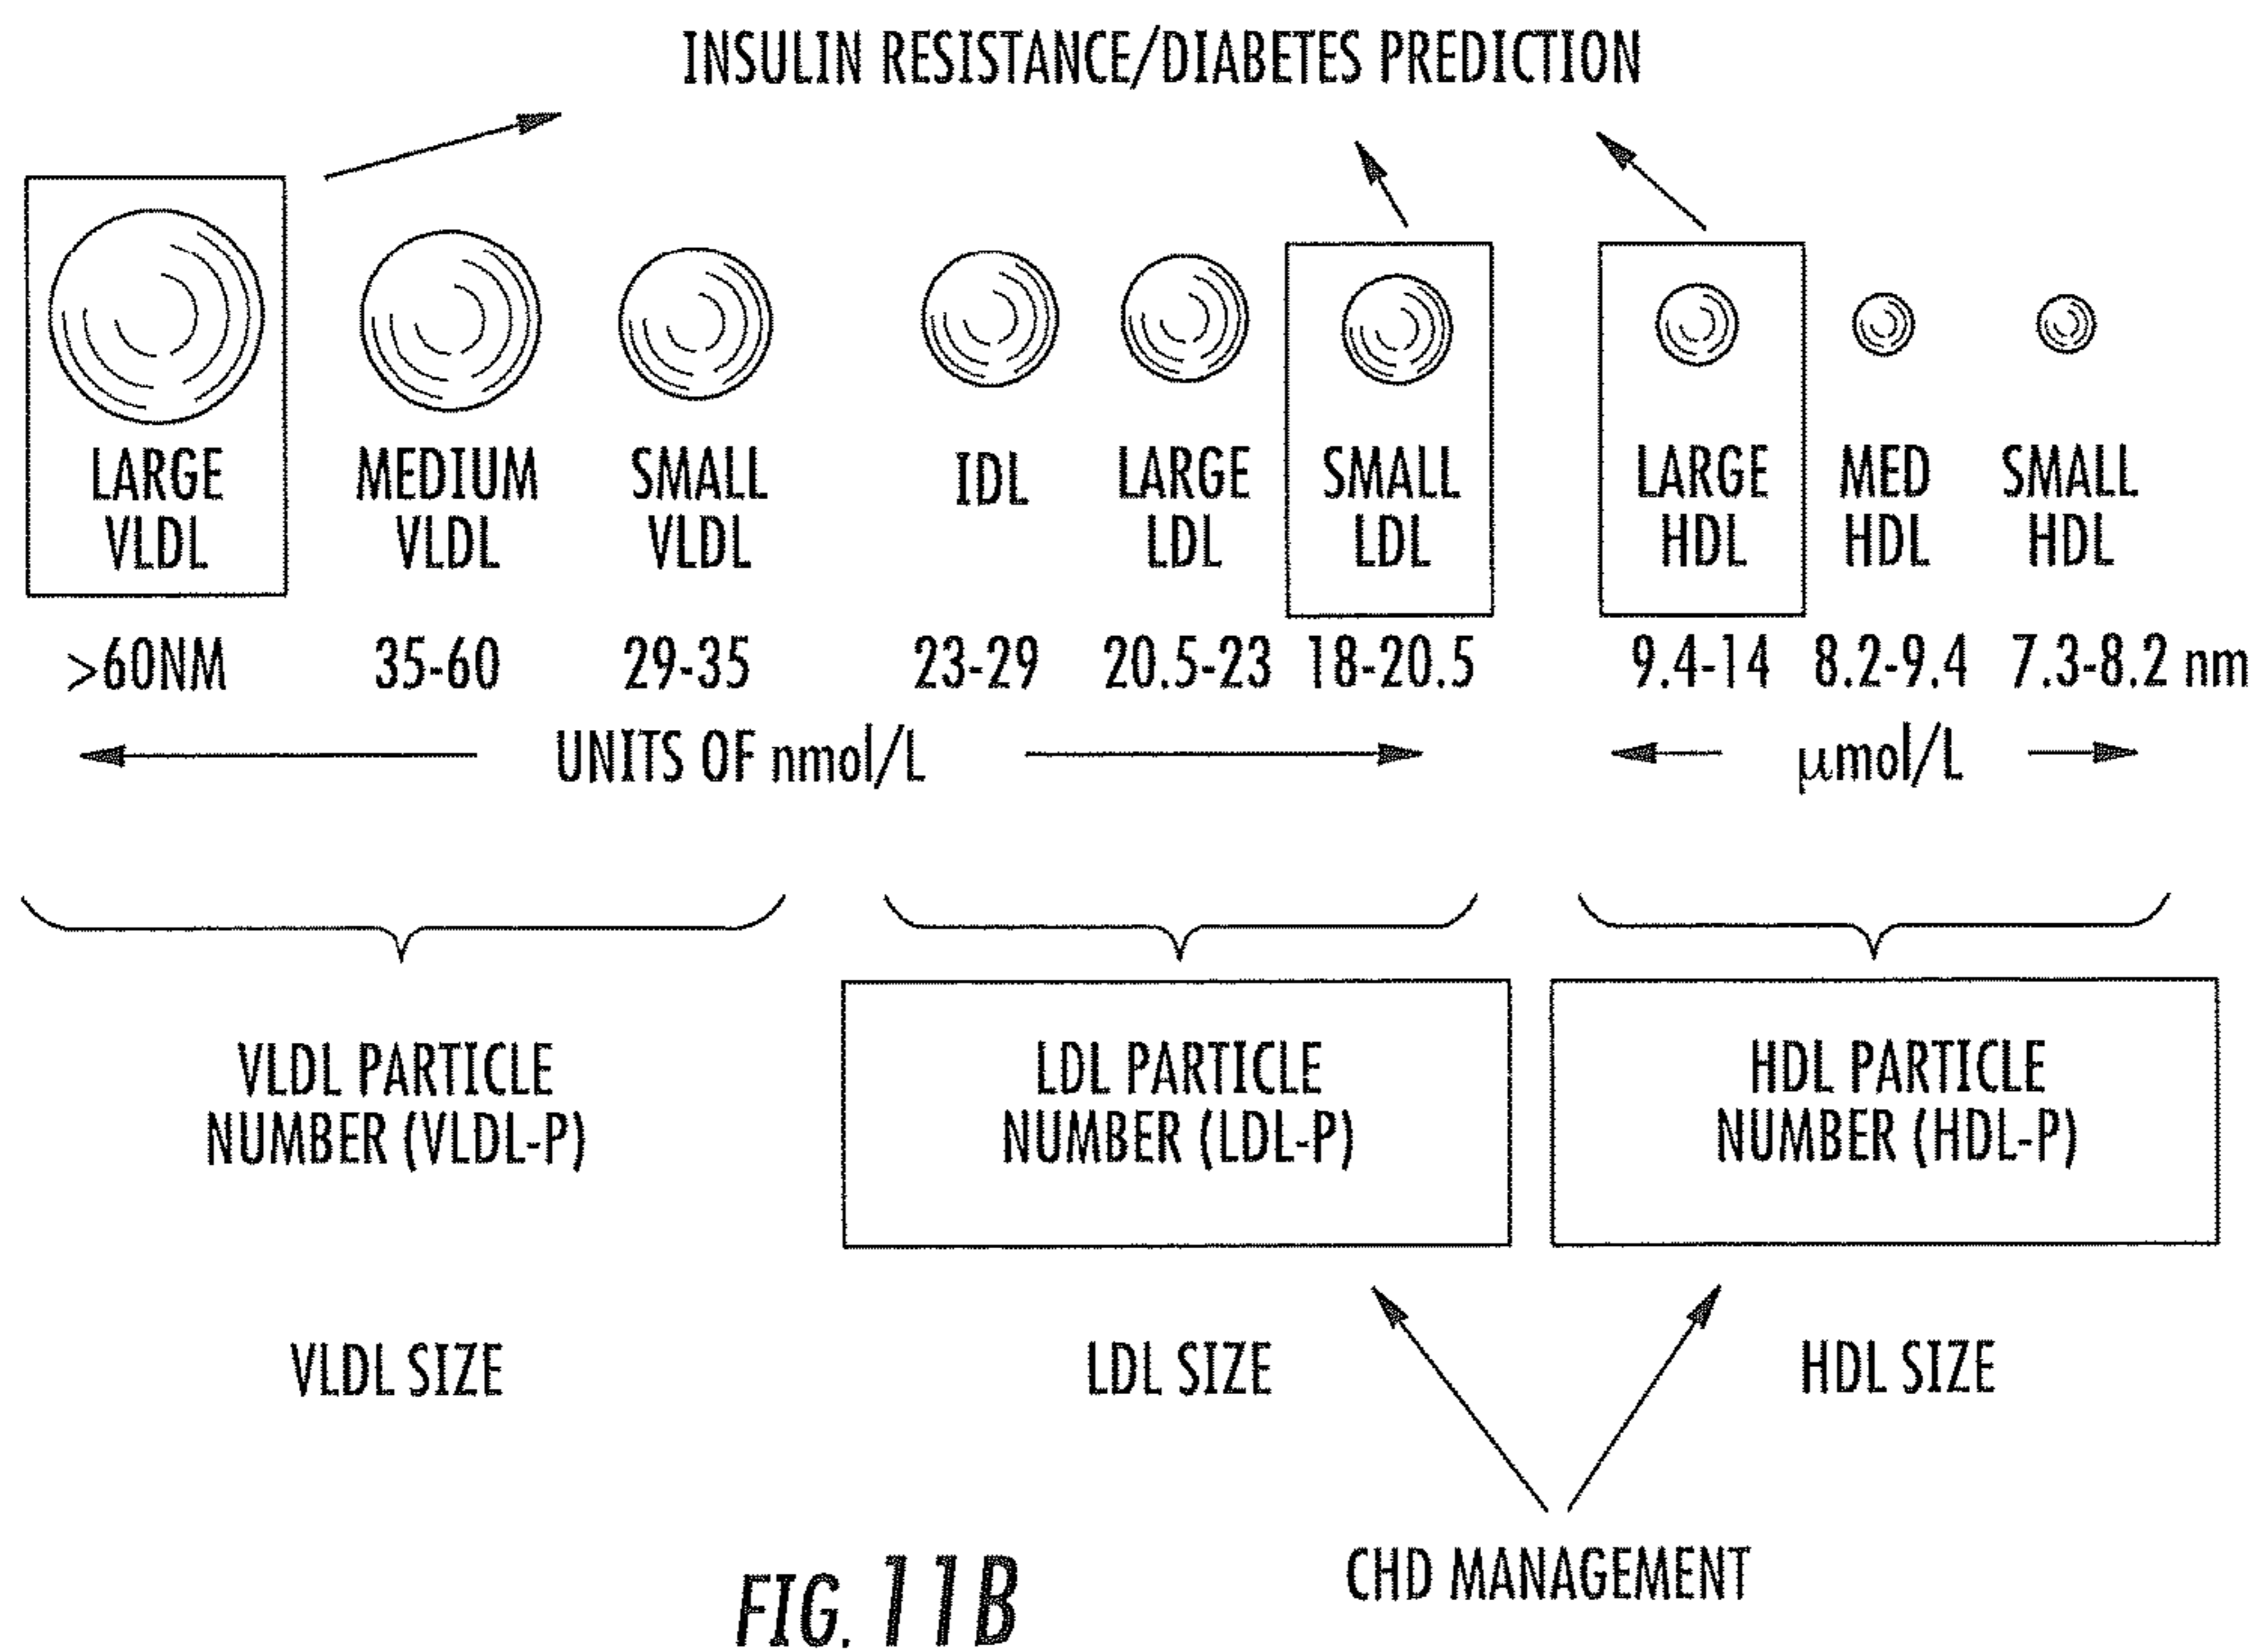 INSULIN RESISTANCE/DIABETES PREDICTION
LARGE VLDL
MEDIUM VLDL
SMALL VLDL
IDL
LARGE LDL
SMALL LDL
LARGE HDL
MED HDL
SMALL HDL
>60NM 35-60 29-35 23-29 20.5-23 18-20.5 9.4-14 8.2-9.4 7.3-8.2 nm
UNITS OF nmol/L μmol/L
VLDL PARTICLE
NUMBER (VLDL-P)
LDL PARTICLE
NUMBER (LDL-P)
HDL PARTICLE
NUMBER (HDL-P)
VLDL SIZE LDL SIZE HDL SIZE
CHD MANAGEMENT
FIG. 11B